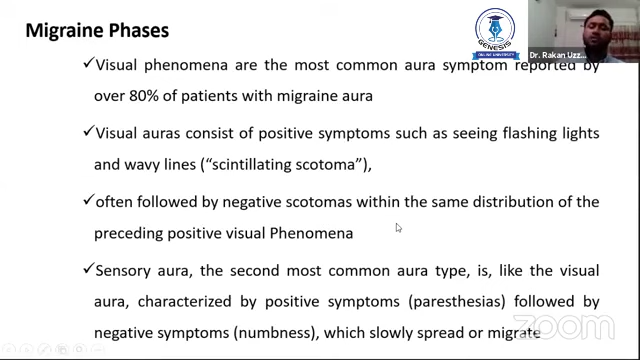 Migraine Phases
GENESIS
ONLINE UNIVERSITY
Dr. Rakan Uzz...
✓Visual phenomena are the most common aura symptom reported by
over 80% of patients with migraine aura
✓Visual auras consist of positive symptoms such as seeing flashing lights
and wavy lines (“scintillating scotoma”),
✓often followed by negative scotomas within the same distribution of the
preceding positive visual Phenomena
✓Sensory aura, the second most common aura type, is, like the visual
aura, characterized by positive symptoms (paresthesias) followed by
negative symptoms (numbness), which slowly spread or migrate
zoom